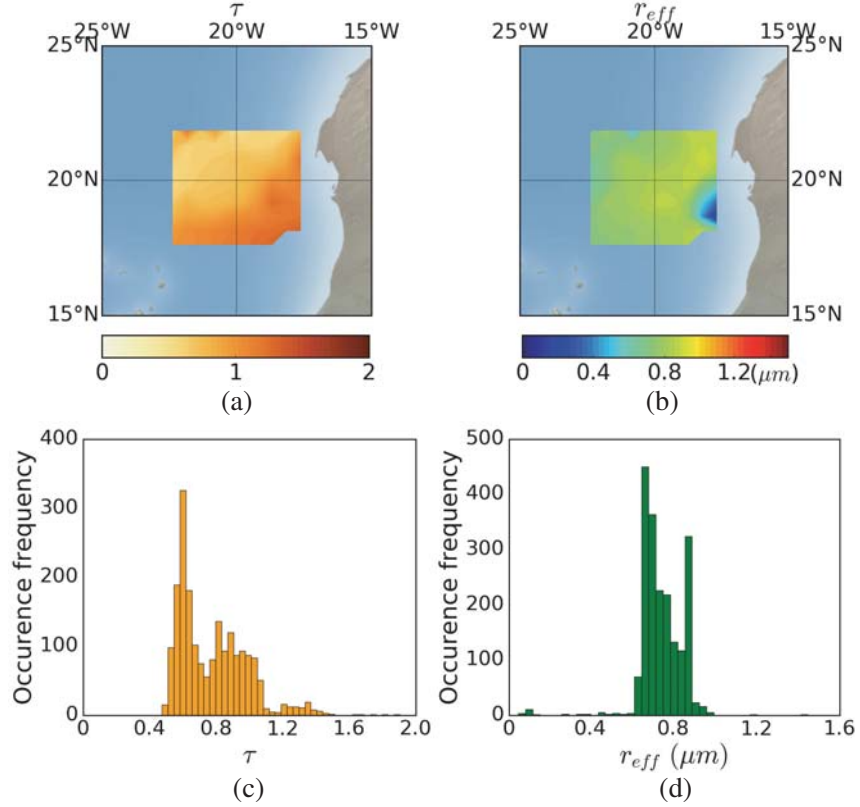 τ
r_eff
25°W 20°W 15°W
25°W 20°W 15°W
25°N
25°N
20°N
20°N
15°N
15°N
0 1 2
0 0.4 0.8 1.2(μm)
(a)
(b)
Occurence frequency
400
300
200
100
0
0 0.4 0.8 1.2 1.6 2.0
τ
(c)
Occurence frequency
500
400
300
200
100
0
0 0.4 0.8 1.2 1.6
r_eff (μm)
(d)